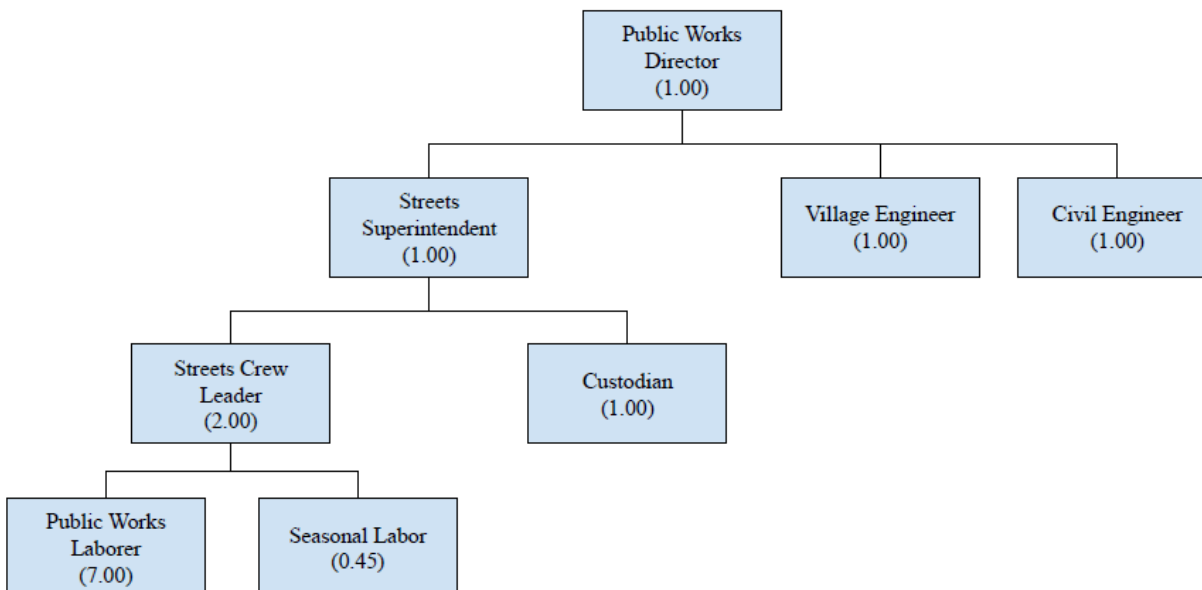 Public Works
Director
(1.00)
Streets
Superintendent
(1.00)
Village Engineer
(1.00)
Civil Engineer
(1.00)
Streets Crew
Leader
(2.00)
Custodian
(1.00)
Public Works
Laborer
(7.00)
Seasonal Labor
(0.45)